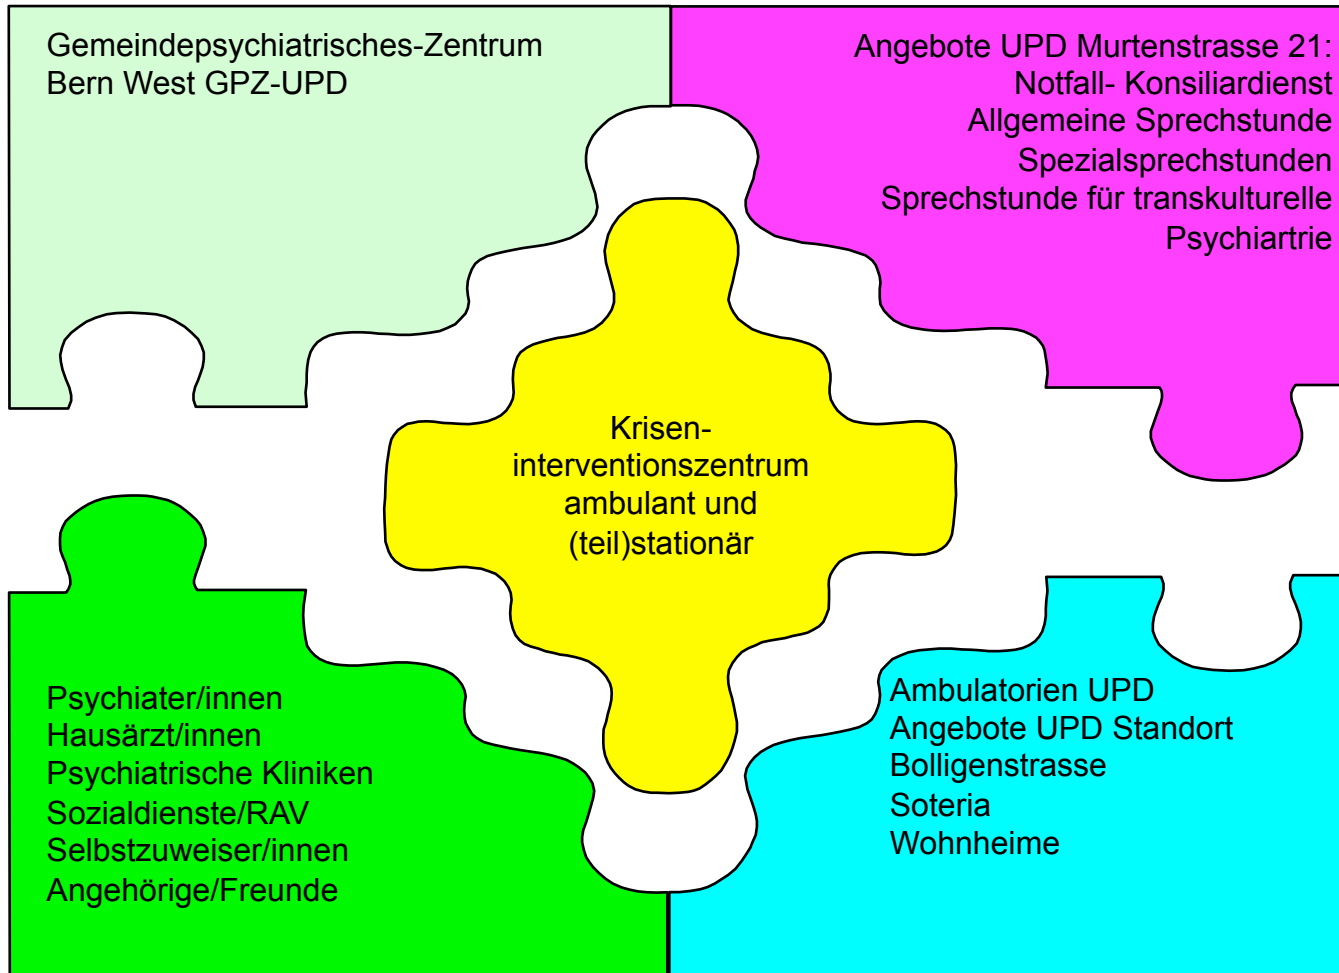 Gemeindepsychiatrisches-Zentrum
Bern West GPZ-UPD
Angebote UPD Murtenstrasse 21:
Notfall- Konsiliardienst
Allgemeine Sprechstunde
Spezialsprechstunden
Sprechstunde für transkulturelle
Psychiartrie
Krisen-
interventionszentrum
ambulant und
(teil)stationär
Psychiater/innen
Hausärzt/innen
Psychiatrische Kliniken
Sozialdienste/RAV
Selbstzuweiser/innen
Angehörige/Freunde
Ambulatorien UPD
Angebote UPD Standort
Bolligenstrasse
Soteria
Wohnheime